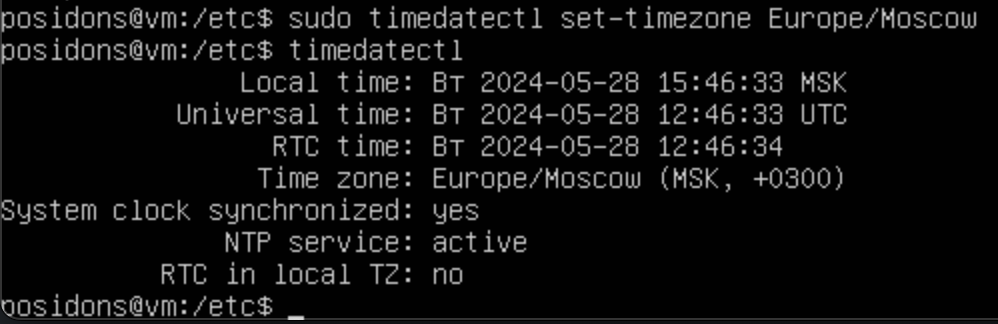 posidons@vm:/etc$ sudo timedatectl set-timezone Europe/Moscow
posidons@vm:/etc$ timedatectl
Local time: Вт 2024-05-28 15:46:33 MSK
Universal time: Вт 2024-05-28 12:46:33 UTC
RTC time: Вт 2024-05-28 12:46:34
Time zone: Europe/Moscow (MSK, +0300)
System clock synchronized: yes
NTP service: active
RTC in local TZ: no
posidons@vm:/etc$ _